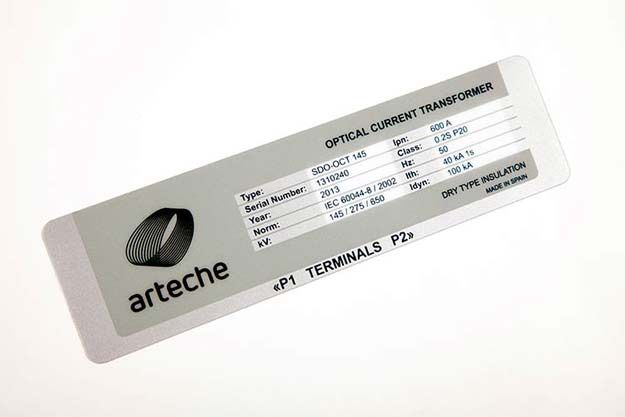 OPTICAL CURRENT TRANSFORMER
Type: SDO-OCT 145 Ipn: 600 A
Serial Number: 1310240 Class: 0.2S P20
Year: 2013 Hz: 50
Norm: IEC 60044-8 / 2002 Ith: 40 kA 1s
kV: 145 / 275 / 650 Idyn: 100 kA
DRY TYPE INSULATION
MADE IN SPAIN
arteche
«P1 TERMINALS P2»